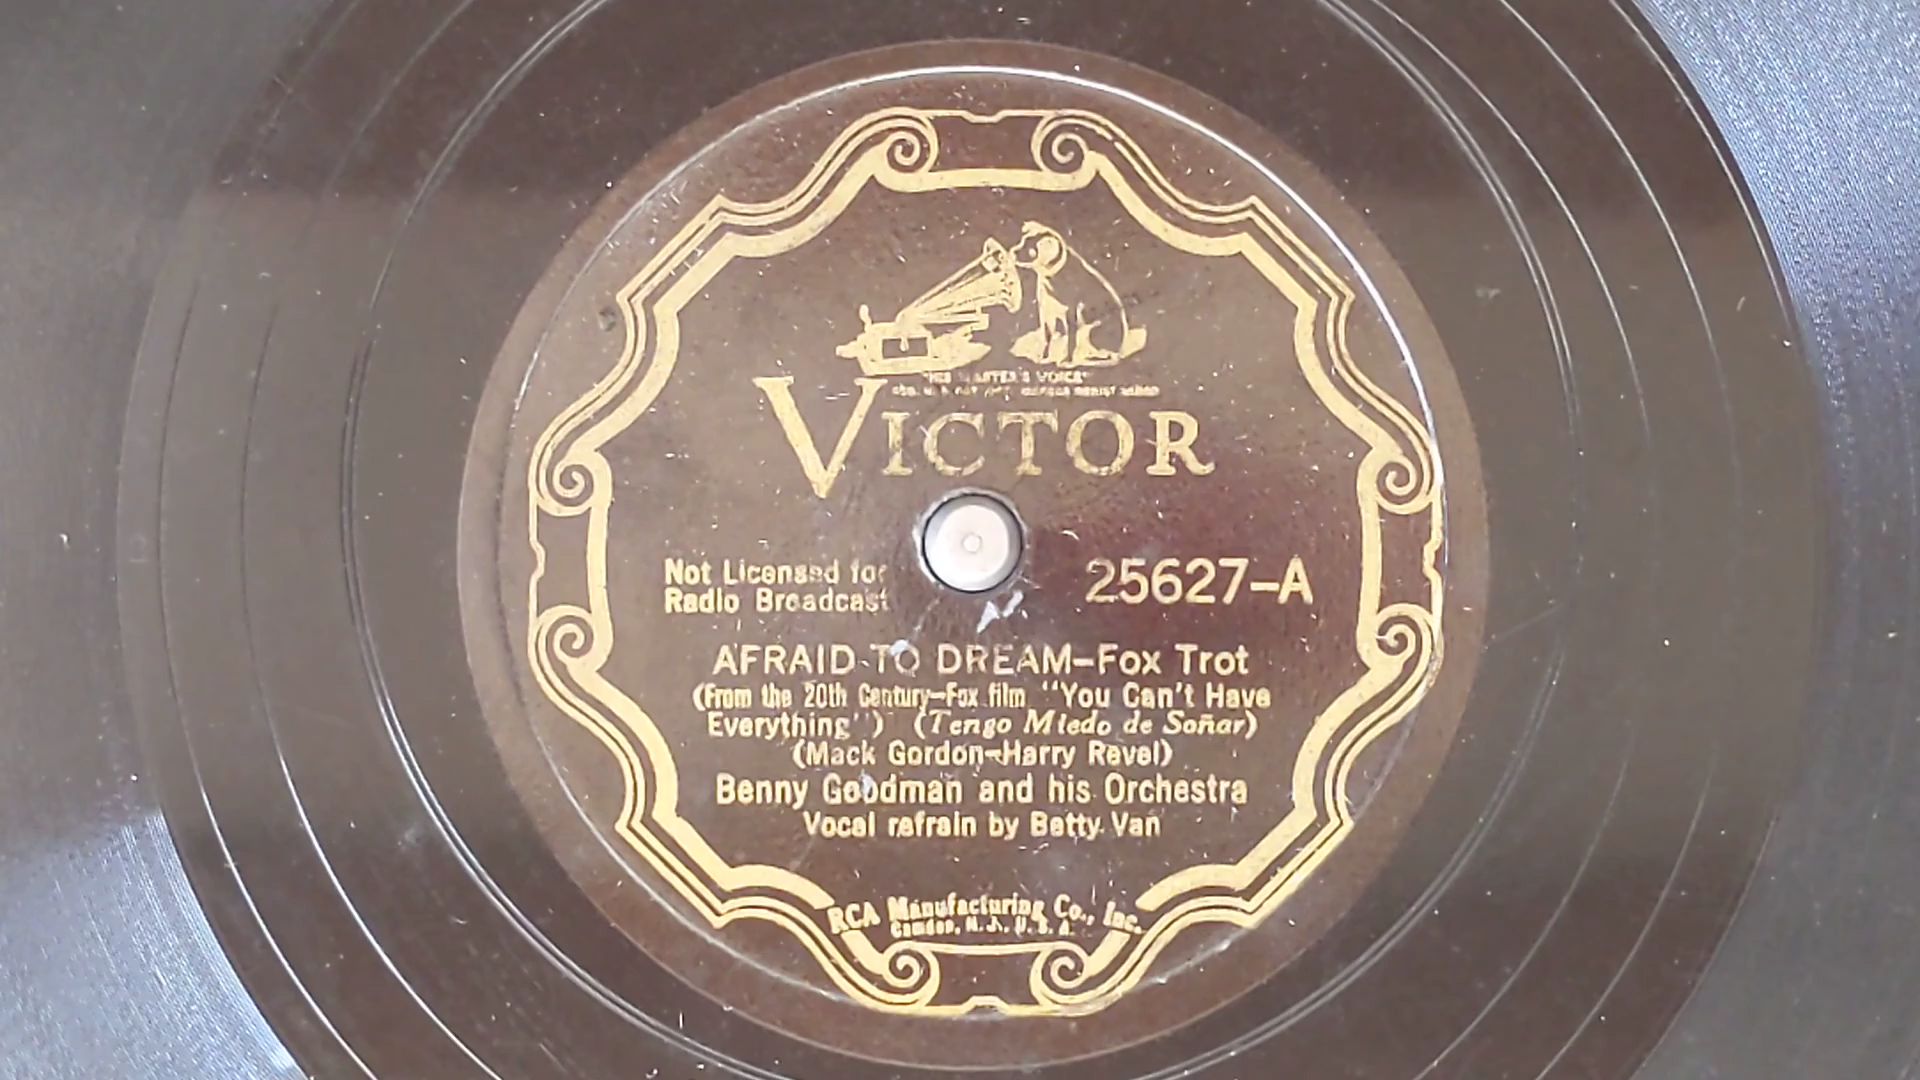 "HIS MASTER'S VOICE"
VICTOR
Not Licensed for
Radio Broadcast
25627-A
AFRAID TO DREAM—Fox Trot
(From the 20th Century-Fox film "You Can't Have
Everything") (Tengo Miedo de Soñar)
(Mack Gordon-Harry Revel)
Benny Goodman and his Orchestra
Vocal refrain by Betty Van
RCA Manufacturing Co., Inc.
Camden, N. J., U. S. A.